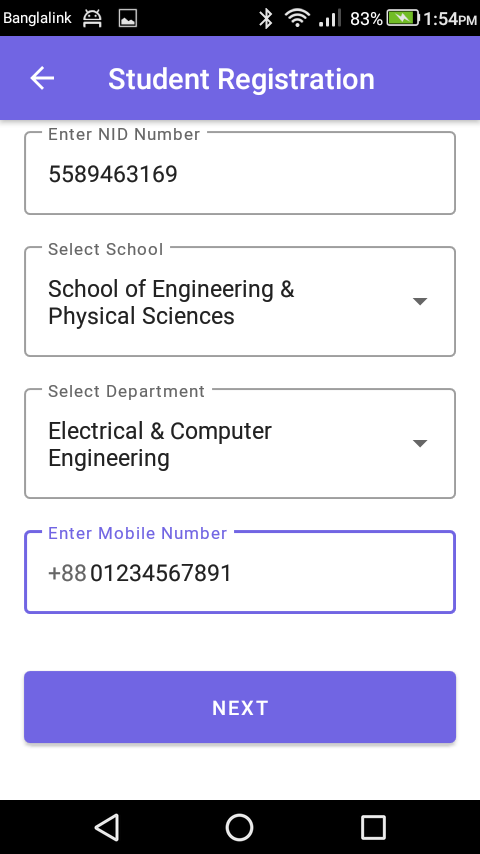 Banglalink 83% 1:54PM
Student Registration
Enter NID Number
5589463169
Select School
School of Engineering &
Physical Sciences
Select Department
Electrical & Computer
Engineering
Enter Mobile Number
+88 01234567891
NEXT